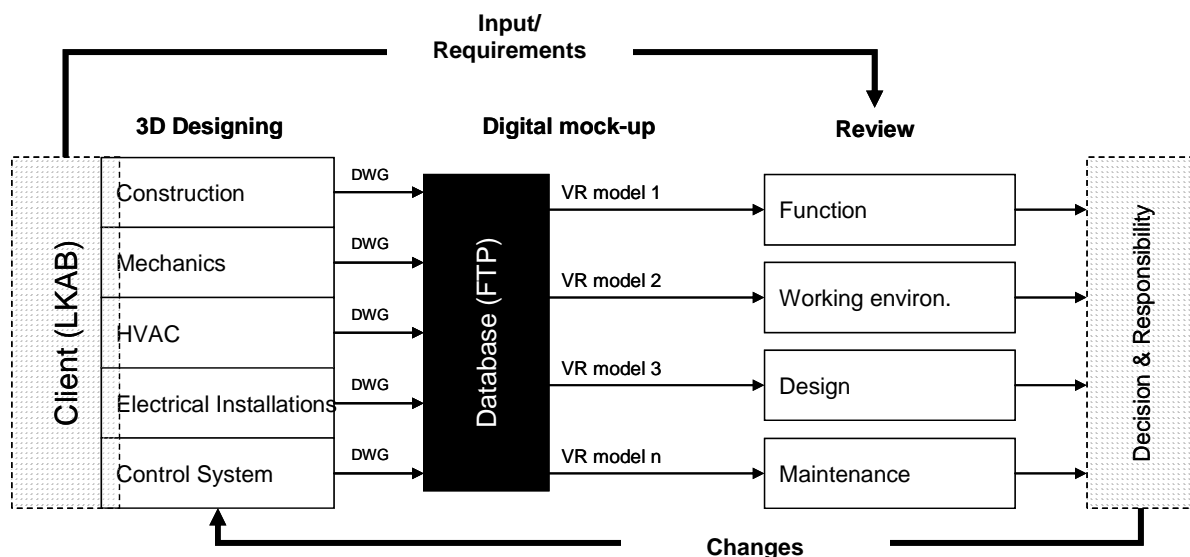 Input/
Requirements
3D Designing
Digital mock-up
Review
Client (LKAB)
Construction
Mechanics
HVAC
Electrical Installations
Control System
DWG
DWG
DWG
DWG
DWG
Database (FTP)
VR model 1
VR model 2
VR model 3
VR model n
Function
Working environ.
Design
Maintenance
Decision & Responsibility
Changes